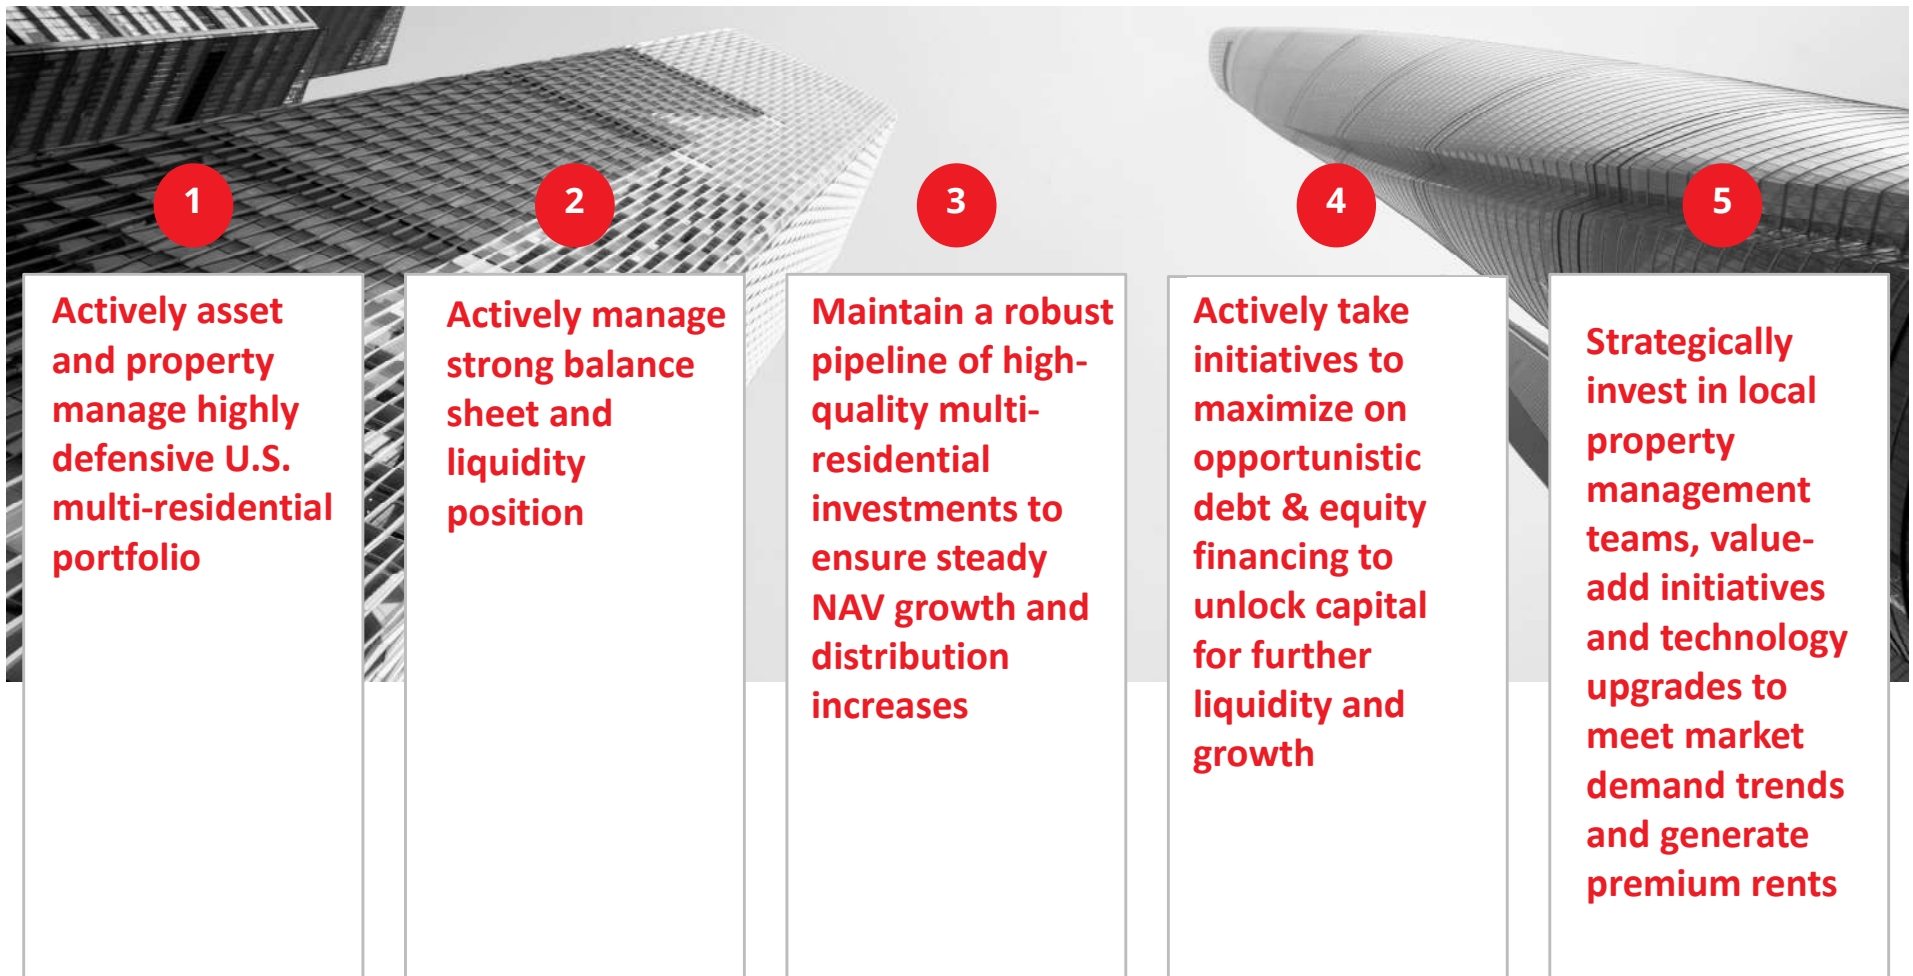 1
Actively asset
and property
manage highly
defensive U.S.
multi-residential
portfolio
2
Actively manage
strong balance
sheet and
liquidity
position
3
Maintain a robust
pipeline of high-
quality multi-
residential
investments to
ensure steady
NAV growth and
distribution
increases
4
Actively take
initiatives to
maximize on
opportunistic
debt & equity
financing to
unlock capital
for further
liquidity and
growth
5
Strategically
invest in local
property
management
teams, value-
add initiatives
and technology
upgrades to
meet market
demand trends
and generate
premium rents